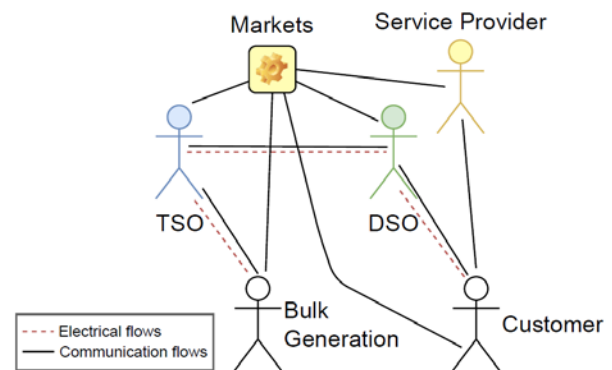 Markets
Service Provider
TSO
DSO
Bulk
Generation
Customer
Electrical flows
Communication flows